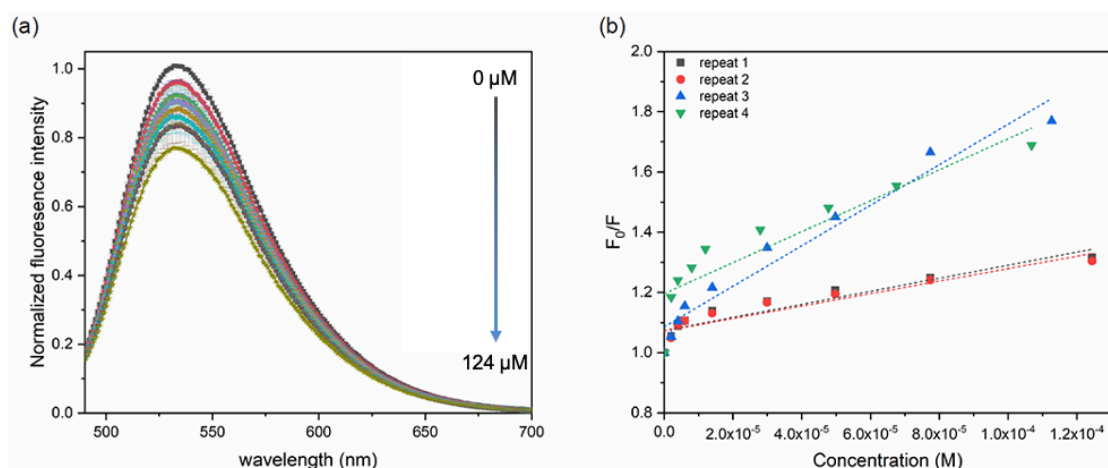 (a)
1.0
0.8
0.6
0.4
0.2
0.0
Normalized fluoresence intensity
500
550
600
650
700
wavelength (nm)
0 µM
124 µM
(b)
2.0
1.8
1.6
1.4
1.2
1.0
0.8
F₀/F
repeat 1
repeat 2
repeat 3
repeat 4
0.0
2.0x10⁻⁵
4.0x10⁻⁵
6.0x10⁻⁵
8.0x10⁻⁵
1.0x10⁻⁴
1.2x10⁻⁴
Concentration (M)